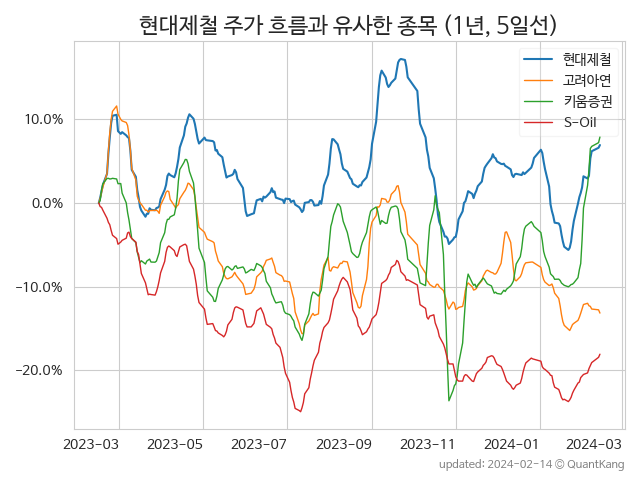 현대제철 주가 흐름과 유사한 종목 (1년, 5일선)
현대제철
고려아연
키움증권
S-Oil
10.0%
0.0%
−10.0%
−20.0%
2023-03 2023-05 2023-07 2023-09 2023-11 2024-01 2024-03
updated: 2024-02-14 © QuantKang